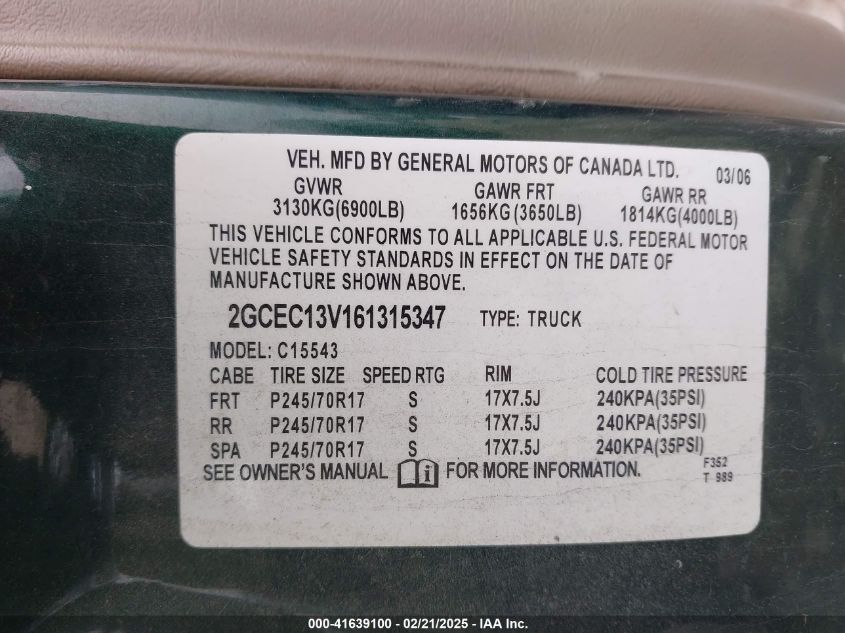 VEH. MFD BY GENERAL MOTORS OF CANADA LTD. 03/06
GVWR GAWR FRT GAWR RR
3130KG(6900LB) 1656KG(3650LB) 1814KG(4000LB)
THIS VEHICLE CONFORMS TO ALL APPLICABLE U.S. FEDERAL MOTOR
VEHICLE SAFETY STANDARDS IN EFFECT ON THE DATE OF
MANUFACTURE SHOWN ABOVE.
2GCEC13V161315347 TYPE: TRUCK
MODEL: C15543
CABE TIRE SIZE SPEED RTG RIM COLD TIRE PRESSURE
FRT P245/70R17 S 17X7.5J 240KPA(35PSI)
RR P245/70R17 S 17X7.5J 240KPA(35PSI)
SPA P245/70R17 S 17X7.5J 240KPA(35PSI)
SEE OWNER'S MANUAL i FOR MORE INFORMATION. F352
T 989
000-41639100 - 02/21/2025 - IAA Inc.